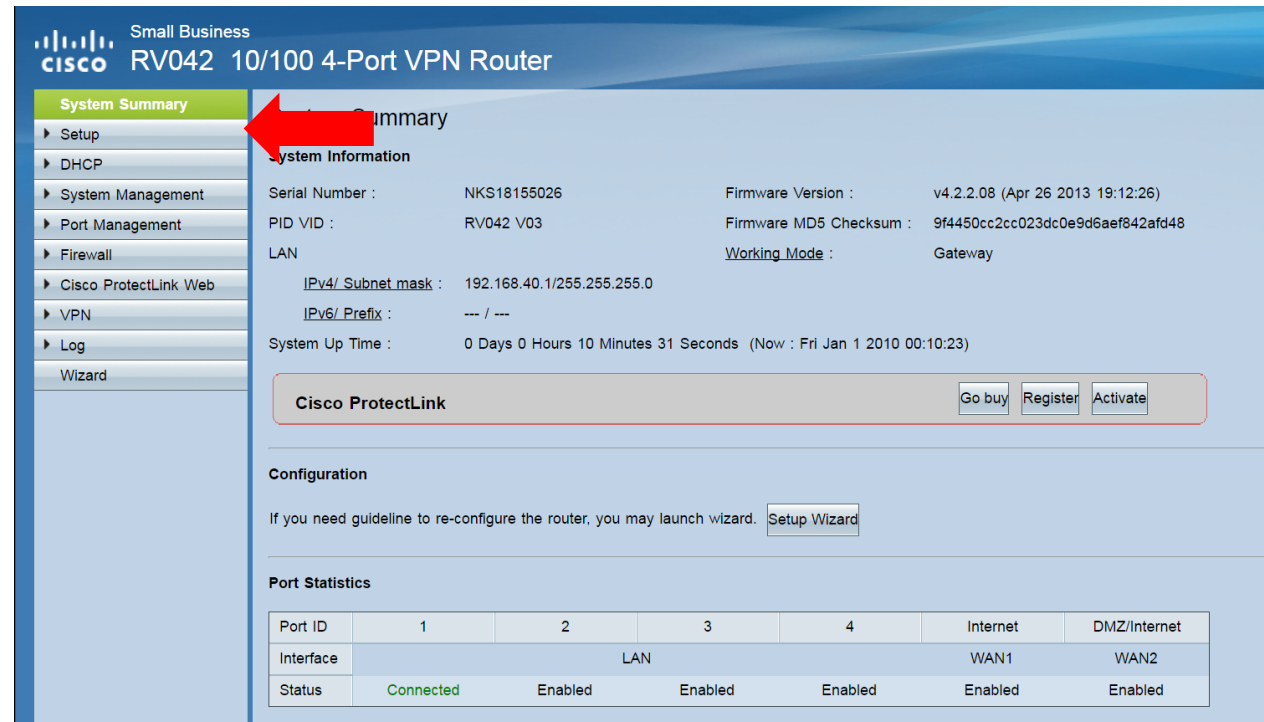 Small Business
cisco RV042 10/100 4-Port VPN Router
System Summary
Setup
DHCP
System Management
Port Management
Firewall
Cisco ProtectLink Web
VPN
Log
Wizard
Summary
System Information
Serial Number : NKS18155026 Firmware Version : v4.2.2.08 (Apr 26 2013 19:12:26)
PID VID : RV042 V03 Firmware MD5 Checksum : 9f4450cc2cc023dc0e9d6aef842afd48
LAN Working Mode : Gateway
IPv4/ Subnet mask : 192.168.40.1/255.255.255.0
IPv6/ Prefix : --- / ---
System Up Time : 0 Days 0 Hours 10 Minutes 31 Seconds (Now : Fri Jan 1 2010 00:10:23)
Cisco ProtectLink Go buy Register Activate
Configuration
If you need guideline to re-configure the router, you may launch wizard. Setup Wizard
Port Statistics
Port ID 1 2 3 4 Internet DMZ/Internet
Interface LAN WAN1 WAN2
Status Connected Enabled Enabled Enabled Enabled Enabled